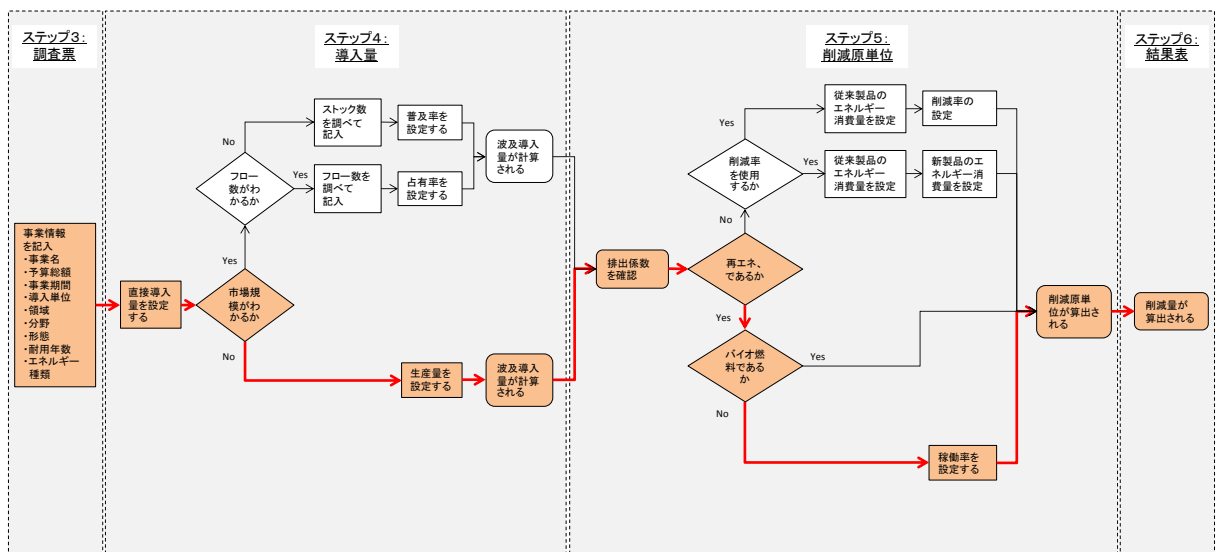 ステップ3:
調査票
事業情報
を記入
・事業名
・予算総額
・事業期間
・導入単位
・領域
・分野
・形態
・耐用年数
・エネルギー
種類
ステップ4:
導入量
直接導入
量を設定
する
市場規
模がわ
かるか
Yes
No
フロー
数がわ
かるか
No
Yes
ストック数
を調べて
記入
普及率を
設定する
フロー数を
調べて
記入
占有率を
設定する
波及導入
量が計算
される
生産量を
設定する
波及導入
量が計算
される
ステップ5:
削減原単位
排出係数
を確認
再エネ、
であるか
No
Yes
削減率
を使用
するか
Yes
Yes
従来製品の
エネルギー
消費量を設定
削減率の
設定
従来製品の
エネルギー
消費量を設定
新製品のエ
ネルギー消
費量を設定
バイオ燃
料である
か
Yes
No
稼働率を
設定する
削減原単
位が算出さ
れる
ステップ6:
結果表
削減量が
算出される